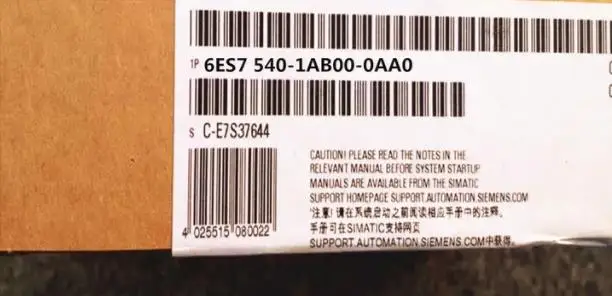 1P 6ES7 540-1AB00-0AA0
S C-E7S37644
CAUTION! PLEASE READ THE NOTES IN THE
RELEVANT MANUAL BEFORE SYSTEM STARTUP
MANUALS ARE AVAILABLE FROM THE SIMATIC
SUPPORT HOMEPAGE SUPPORT.AUTOMATION.SIEMENS.COM
"注意! 请在系统启动之前阅读相应手册中的注释。
手册可在SIMATIC支持网页
SUPPORT.AUTOMATION.SIEMENS.COM中获得。
4 025515 080022